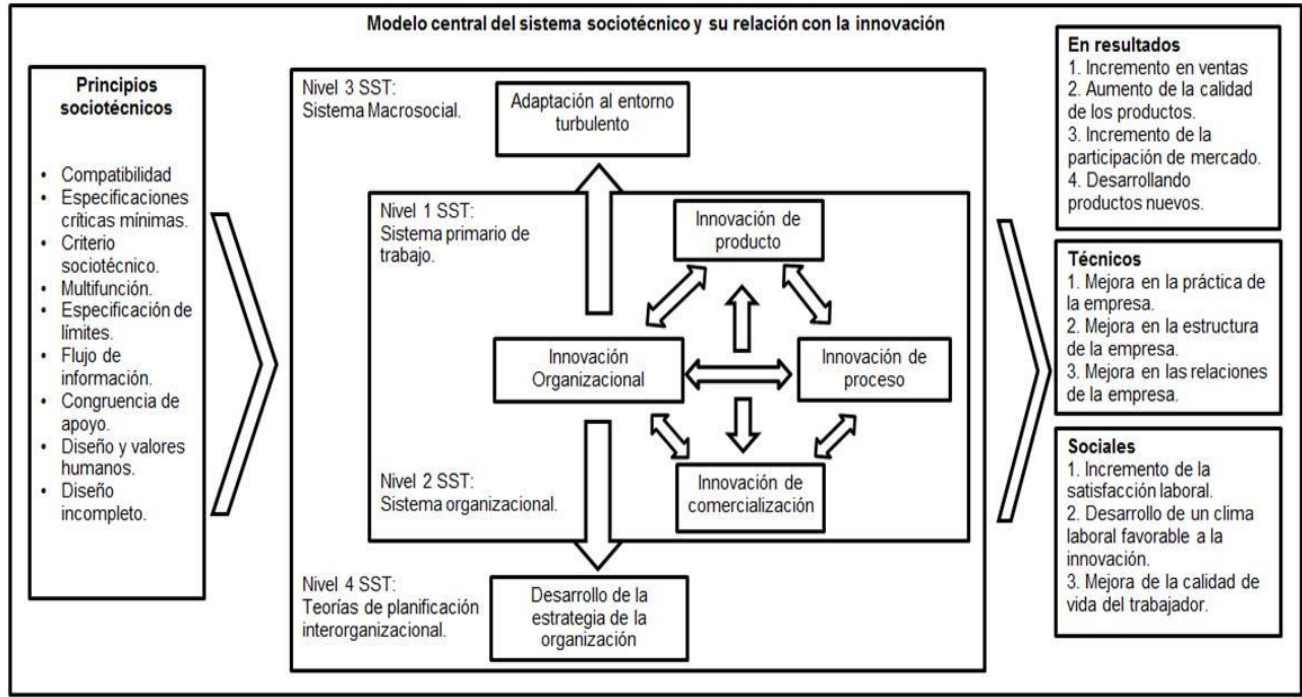 Modelo central del sistema sociotécnico y su relación con la innovación
Principios
sociotécnicos
• Compatibilidad
• Especificaciones
críticas mínimas.
• Criterio
sociotécnico.
• Multifunción.
• Especificación de
límites.
• Flujo de
información.
• Congruencia de
apoyo.
• Diseño y valores
humanos.
• Diseño
incompleto.
Nivel 3 SST:
Sistema Macrosocial.
Adaptación al entorno
turbulento
Nivel 1 SST:
Sistema primario de
trabajo.
Innovación de
producto
Innovación
Organizacional
Innovación de
proceso
Nivel 2 SST:
Sistema organizacional.
Innovación de
comercialización
Nivel 4 SST:
Teorías de planificación
interorganizacional.
Desarrollo de la
estrategia de la
organización
En resultados
1. Incremento en ventas
2. Aumento de la calidad
de los productos.
3. Incremento de la
participación de mercado.
4. Desarrollando
productos nuevos.
Técnicos
1. Mejora en la práctica de
la empresa.
2. Mejora en la estructura
de la empresa.
3. Mejora en las relaciones
de la empresa.
Sociales
1. Incremento de la
satisfacción laboral.
2. Desarrollo de un clima
laboral favorable a la
innovación.
3. Mejora de la calidad de
vida del trabajador.